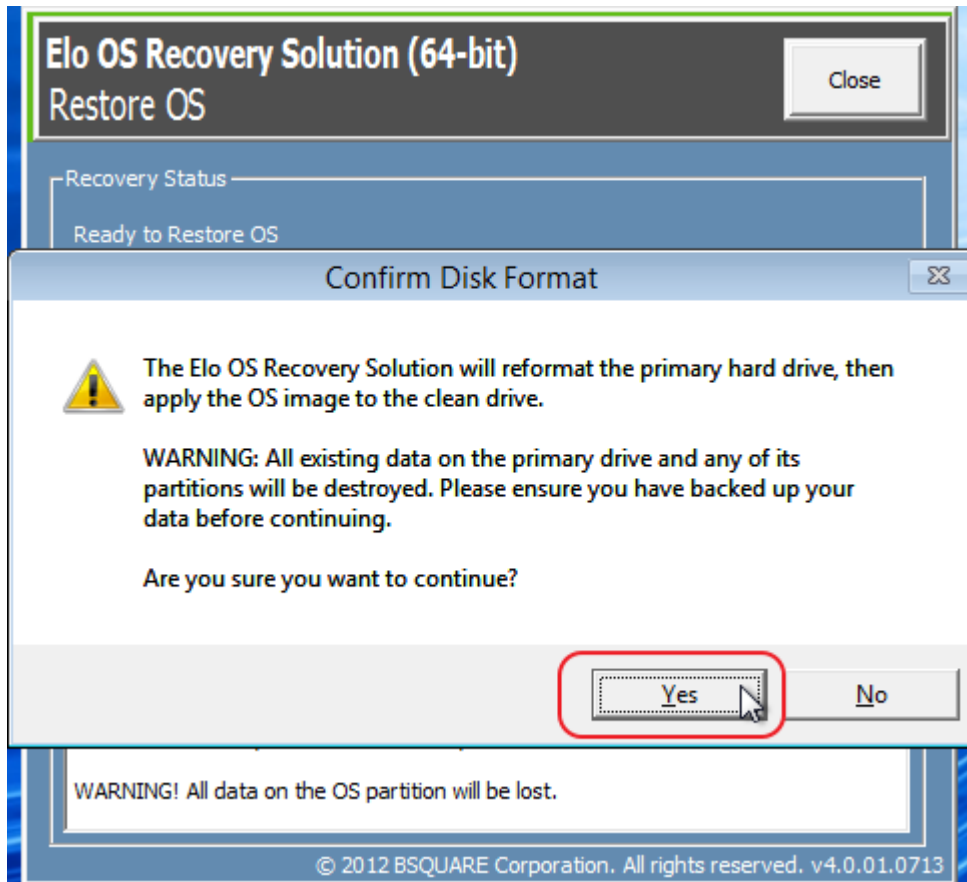 Elo OS Recovery Solution (64-bit)
Restore OS
Close
Recovery Status
Ready to Restore OS
Confirm Disk Format
The Elo OS Recovery Solution will reformat the primary hard drive, then
apply the OS image to the clean drive.
WARNING: All existing data on the primary drive and any of its
partitions will be destroyed. Please ensure you have backed up your
data before continuing.
Are you sure you want to continue?
Yes
No
WARNING! All data on the OS partition will be lost.
© 2012 BSQUARE Corporation. All rights reserved. v4.0.01.0713